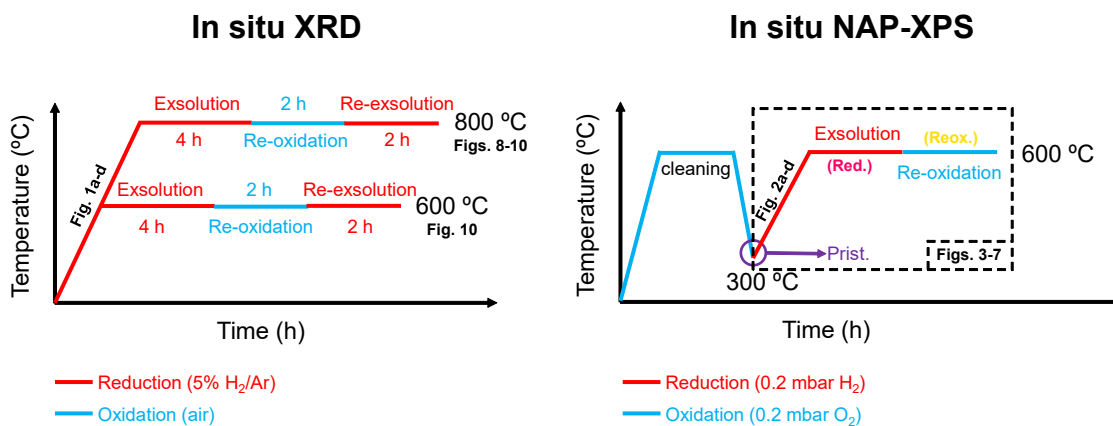 In situ XRD
Temperature (ºC)
Exsolution
2 h
Re-exsolution
4 h
Re-oxidation
2 h
800 ºC
Figs. 8-10
Fig. 1a-d
Exsolution
2 h
Re-exsolution
4 h
Re-oxidation
2 h
600 ºC
Fig. 10
Time (h)
Reduction (5% H₂/Ar)
Oxidation (air)
In situ NAP-XPS
Temperature (ºC)
cleaning
Fig. 2a-d
Exsolution
(Reox.)
(Red.)
Re-oxidation
600 ºC
Prist.
Figs. 3-7
300 ºC
Time (h)
Reduction (0.2 mbar H₂)
Oxidation (0.2 mbar O₂)